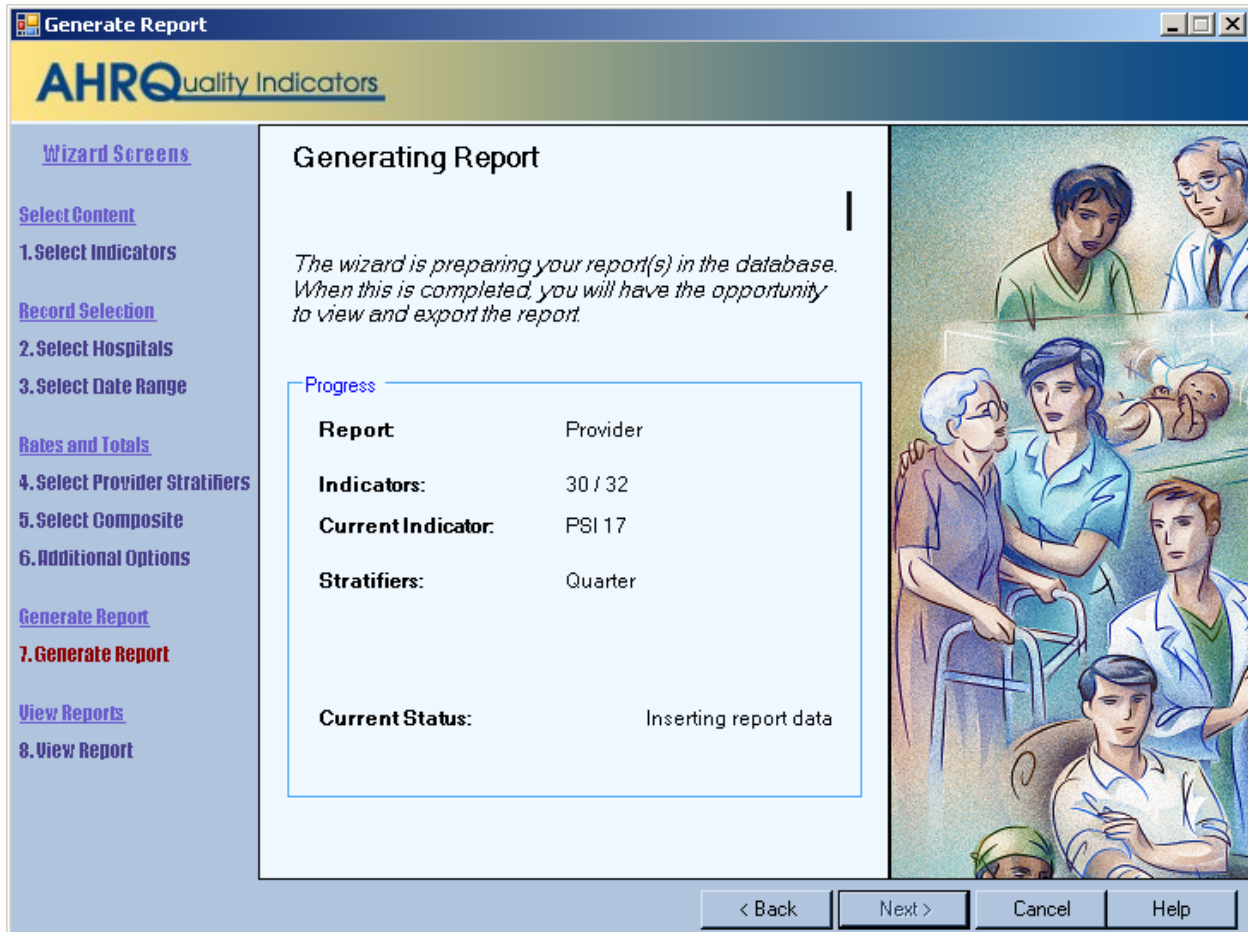 Generate Report
AHRQuality Indicators
Wizard Screens
Select Content
1.Select Indicators
Record Selection
2.Select Hospitals
3.Select Date Range
Rates and Totals
4.Select Provider Stratifiers
5.Select Composite
6.Additional Options
Generate Report
7.Generate Report
View Reports
8.View Report
Generating Report
The wizard is preparing your report(s) in the database.
When this is completed, you will have the opportunity
to view and export the report.
Progress
Report: Provider
Indicators: 30 / 32
Current Indicator: PSI 17
Stratifiers: Quarter
Current Status: Inserting report data
< Back Next > Cancel Help